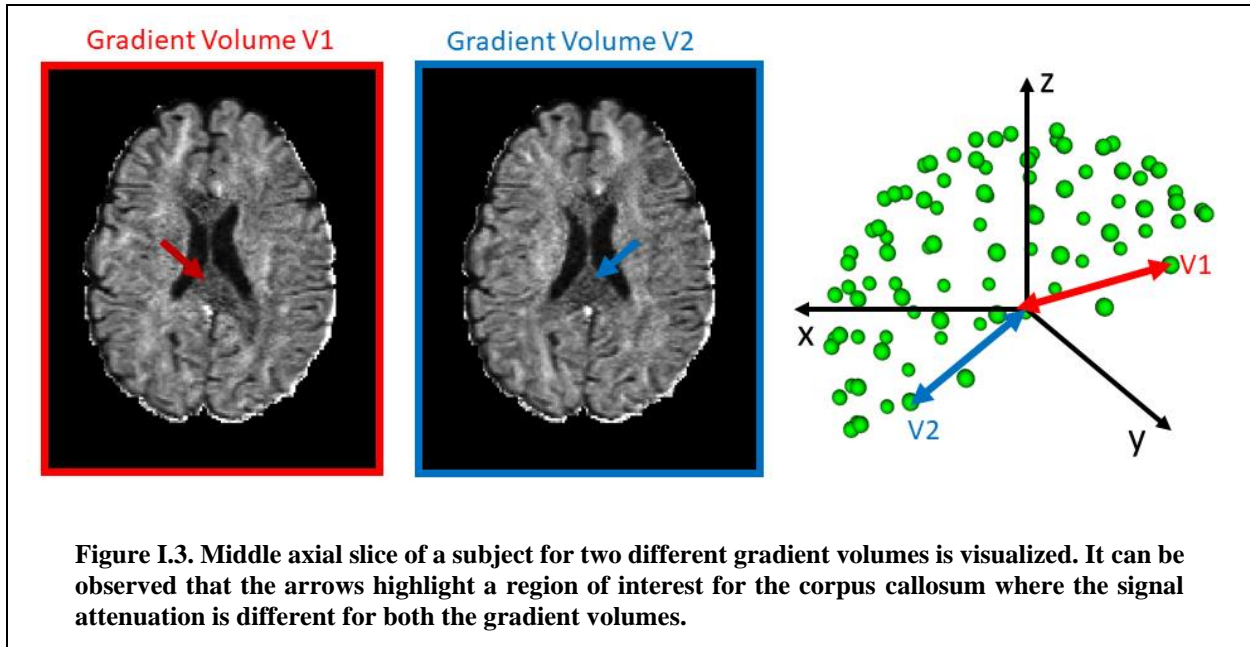 Gradient Volume V1
Gradient Volume V2
z
V1
x
V2
y
Figure I.3. Middle axial slice of a subject for two different gradient volumes is visualized. It can be
observed that the arrows highlight a region of interest for the corpus callosum where the signal
attenuation is different for both the gradient volumes.